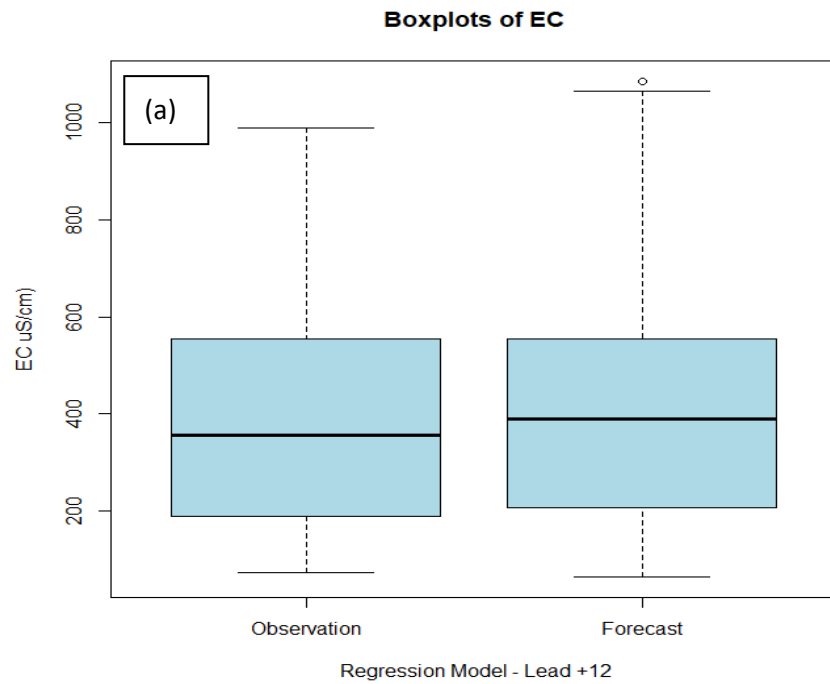 Boxplots of EC
(a)
EC uS/cm)
1000
800
600
400
200
Observation
Forecast
Regression Model - Lead +12